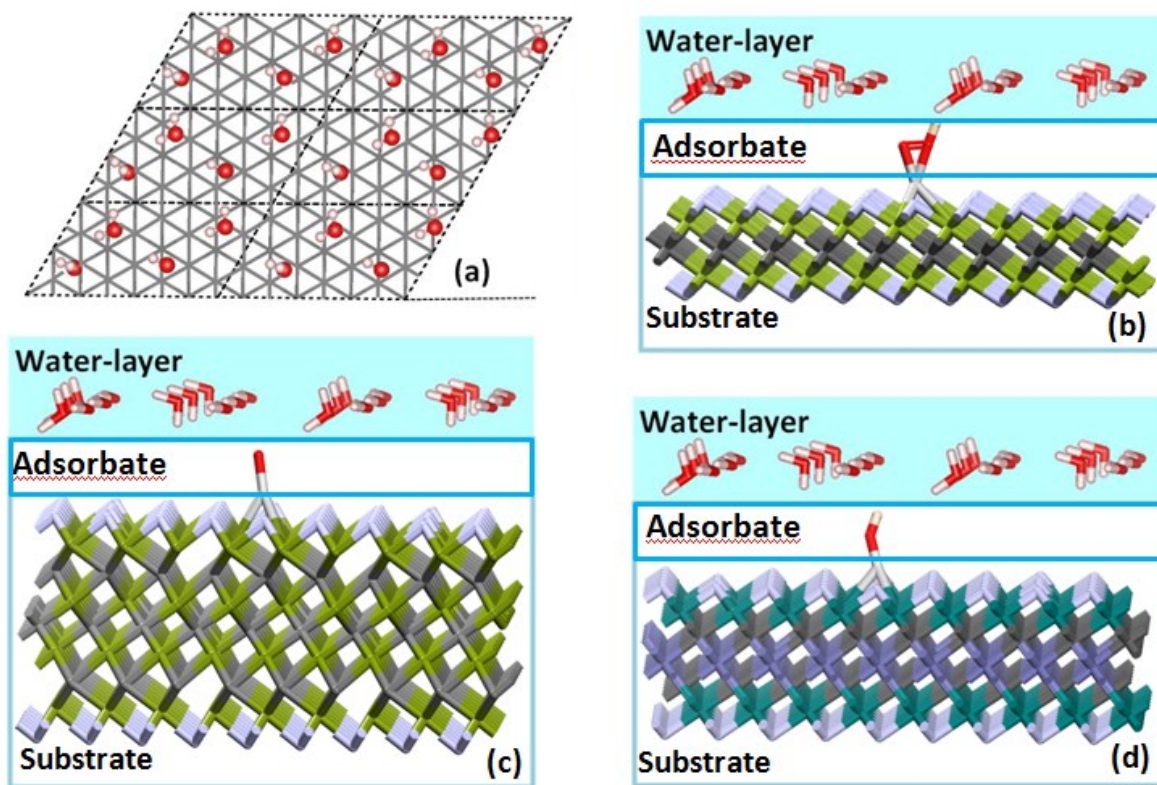 (a)
Water-layer
Adsorbate
Substrate
(b)
Water-layer
Adsorbate
Substrate
(c)
Water-layer
Adsorbate
Substrate
(d)